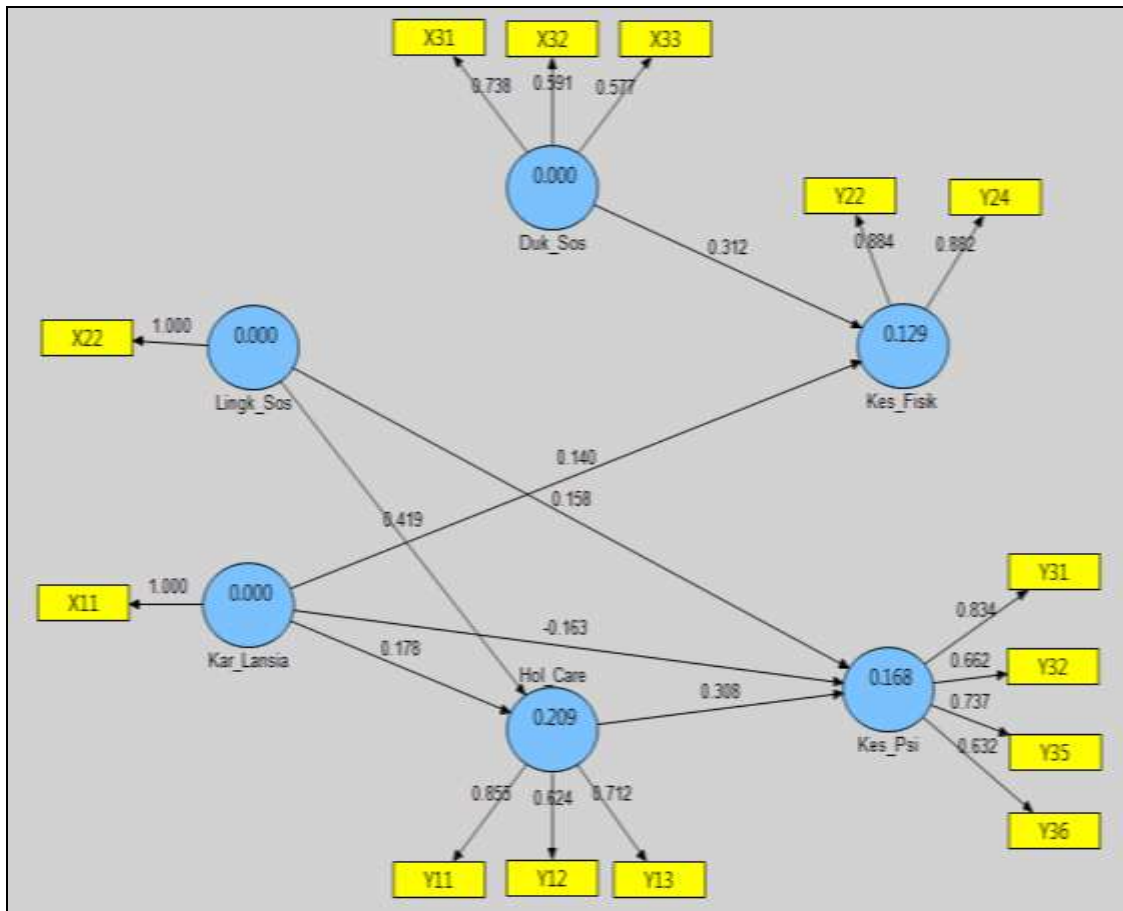 X31 X32 X33
0.738 0.591 0.577
0.000
Duk_Sos
Y22 Y24
0.884 0.882
0.312
0.129
Kes_Fisik
X22
1.000
0.000
Lingk_Sos
0.140
0.158
0.419
X11
1.000
0.000
Kar_Lansia
-0.163
0.178
Hol_Care
0.209
0.308
0.168
Kes_Psi
Y31
0.834
0.662
Y32
0.737
Y35
0.632
Y36
0.855 0.624 0.712
Y11 Y12 Y13